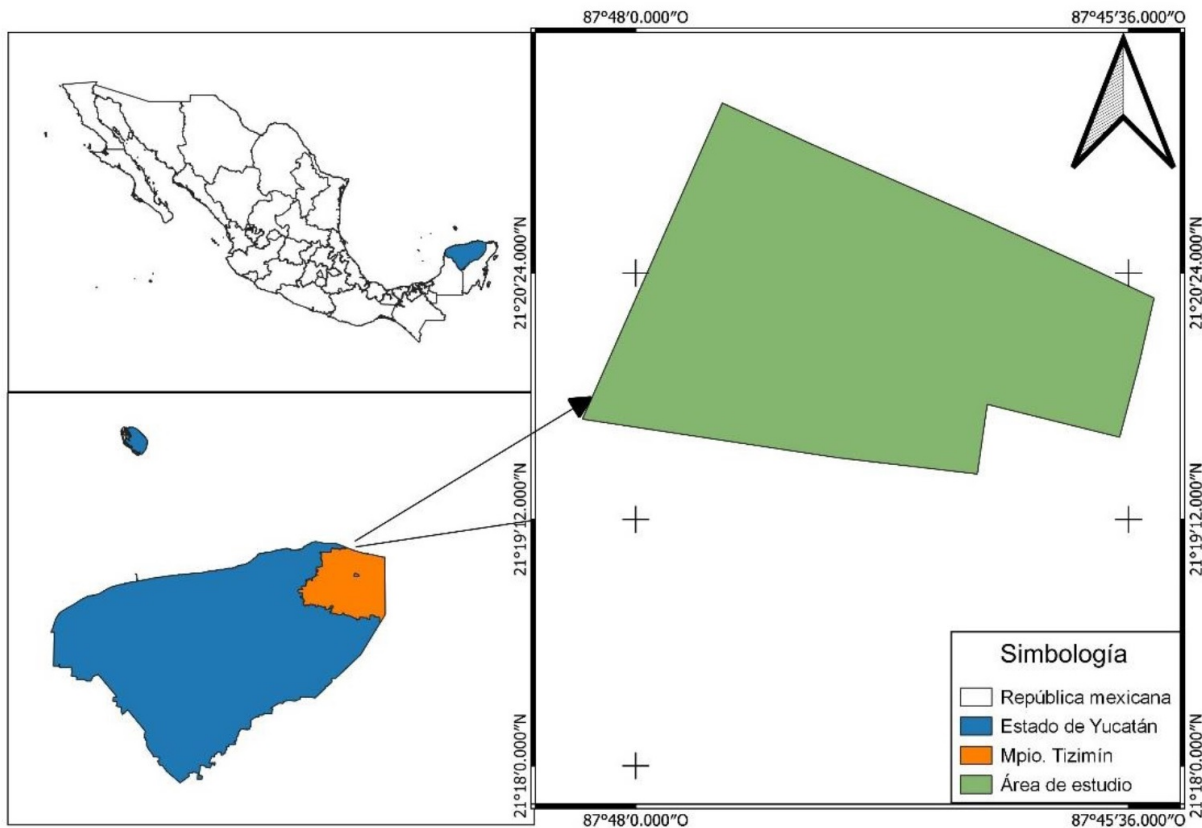 87°48'0.000"O
87°45'36.000"O
21°20'24.000"N
21°20'24.000"N
21°19'12.000"N
21°19'12.000"N
21°18'0.000"N
21°18'0.000"N
Simbología
República mexicana
Estado de Yucatán
Mpio. Tizimín
Área de estudio
87°48'0.000"O
87°45'36.000"O